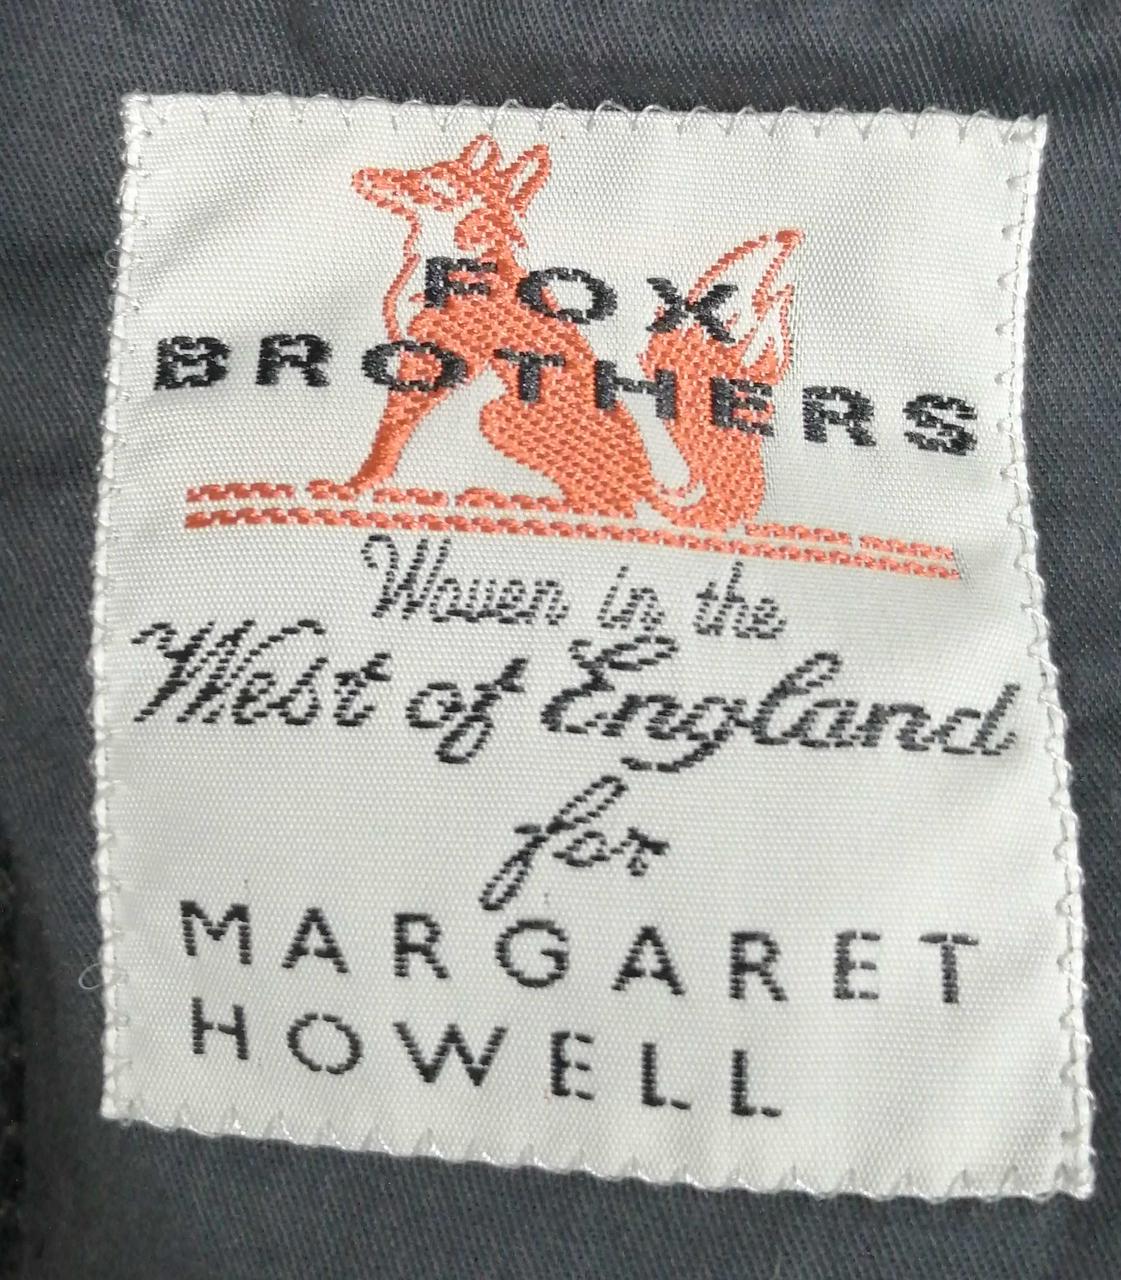 FOX
BROTHERS
Woven in the
West of England
for
MARGARET
HOWELL